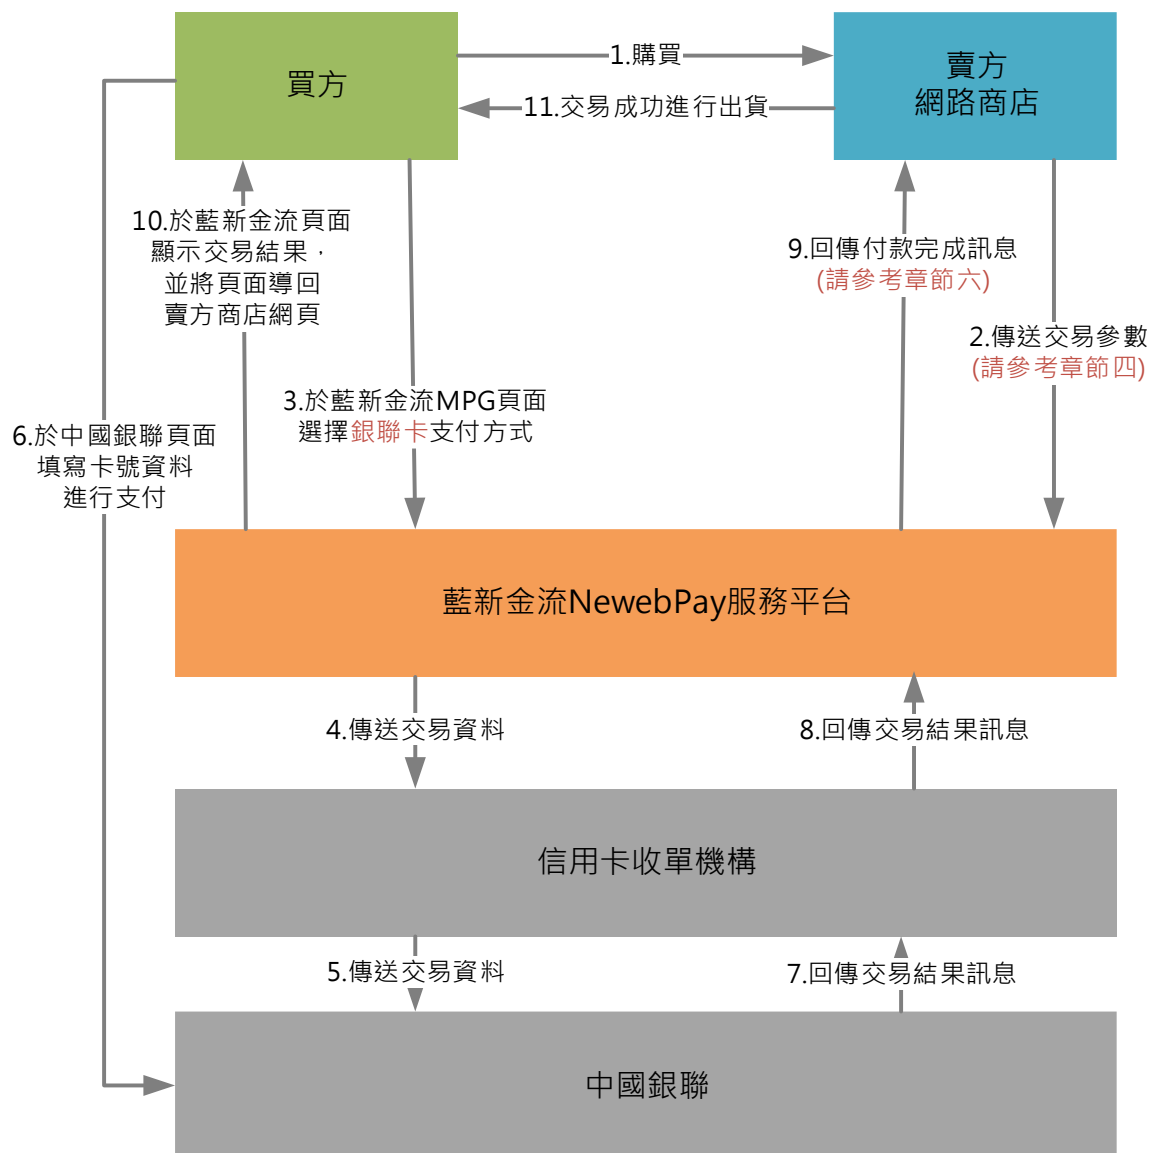 買方
1.購買
賣方
網路商店
11.交易成功進行出貨
10.於藍新金流頁面
顯示交易結果，
並將頁面導回
賣方商店網頁
9.回傳付款完成訊息
(請參考章節六)
2.傳送交易參數
(請參考章節四)
3.於藍新金流MPG頁面
選擇銀聯卡支付方式
6.於中國銀聯頁面
填寫卡號資料
進行支付
藍新金流NewebPay服務平台
4.傳送交易資料
8.回傳交易結果訊息
信用卡收單機構
5.傳送交易資料
7.回傳交易結果訊息
中國銀聯